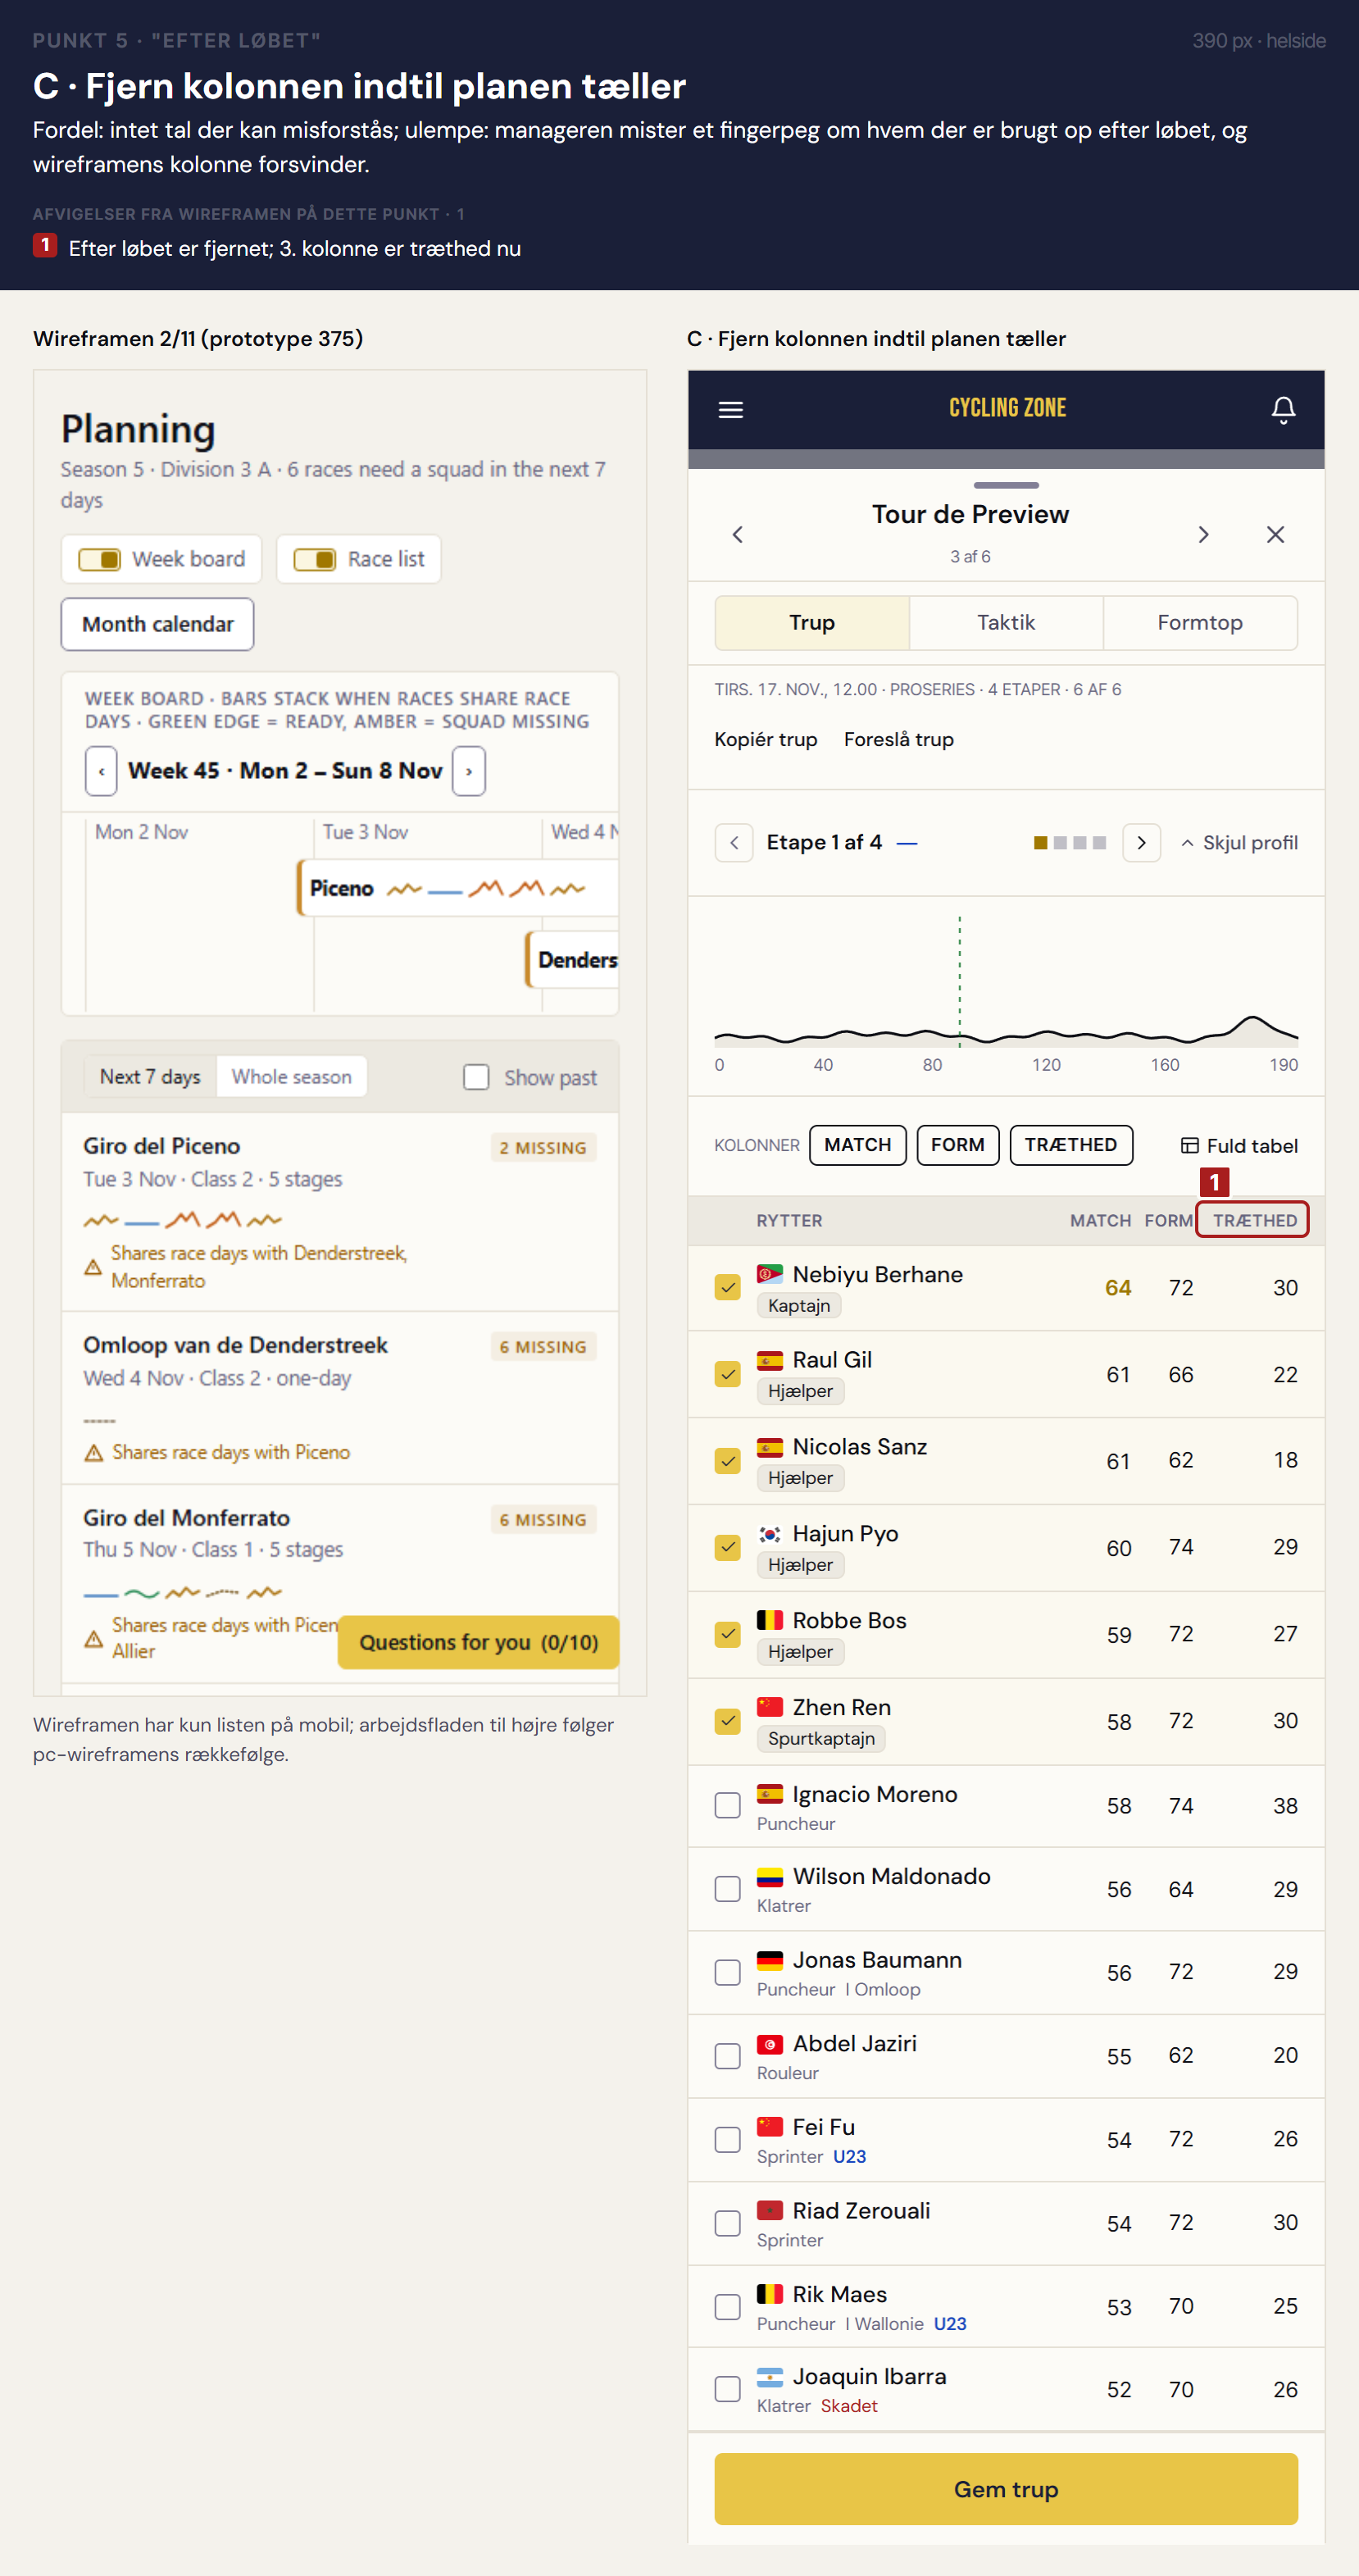 PUNKT 5 · "EFTER LØBET"
390 px · helside
C · Fjern kolonnen indtil planen tæller
Fordel: intet tal der kan misforstås; ulempe: manageren mister et fingerpeg om hvem der er brugt op efter løbet, og
wireframens kolonne forsvinder.
AFVIGELSER FRA WIREFRAMEN PÅ DETTE PUNKT · 1
1 Efter løbet er fjernet; 3. kolonne er træthed nu
Wireframen 2/11 (prototype 375)
Planning
Season 5 · Division 3 A · 6 races need a squad in the next 7
days
Week board
Race list
Month calendar
WEEK BOARD · BARS STACK WHEN RACES SHARE RACE
DAYS · GREEN EDGE = READY, AMBER = SQUAD MISSING
‹ Week 45 · Mon 2 – Sun 8 Nov ›
Mon 2 Nov
Tue 3 Nov
Wed 4 N
Piceno
Denders
Next 7 days
Whole season
Show past
Giro del Piceno
2 MISSING
Tue 3 Nov · Class 2 · 5 stages
Shares race days with Denderstreek,
Monferrato
Omloop van de Denderstreek
6 MISSING
Wed 4 Nov · Class 2 · one-day
Shares race days with Piceno
Giro del Monferrato
6 MISSING
Thu 5 Nov · Class 1 · 5 stages
Shares race days with Picen
Allier
Questions for you (0/10)
Wireframen har kun listen på mobil; arbejdsfladen til højre følger
pc-wireframens rækkefølge.
C · Fjern kolonnen indtil planen tæller
CYCLING ZONE
Tour de Preview
3 af 6
Trup
Taktik
Formtop
TIRS. 17. NOV., 12.00 · PROSERIES · 4 ETAPER · 6 AF 6
Kopiér trup
Foreslå trup
Etape 1 af 4
Skjul profil
0 40 80 120 160 190
KOLONNER MATCH FORM TRÆTHED Fuld tabel
1
RYTTER MATCH FORM TRÆTHED
Nebiyu Berhane 64 72 30
Kaptajn
Raul Gil 61 66 22
Hjælper
Nicolas Sanz 61 62 18
Hjælper
Hajun Pyo 60 74 29
Hjælper
Robbe Bos 59 72 27
Hjælper
Zhen Ren 58 72 30
Spurtkaptajn
Ignacio Moreno 58 74 38
Puncheur
Wilson Maldonado 56 64 29
Klatrer
Jonas Baumann 56 72 29
Puncheur I Omloop
Abdel Jaziri 55 62 20
Rouleur
Fei Fu 54 72 26
Sprinter U23
Riad Zerouali 54 72 30
Sprinter
Rik Maes 53 70 25
Puncheur I Wallonie U23
Joaquin Ibarra 52 70 26
Klatrer Skadet
Gem trup